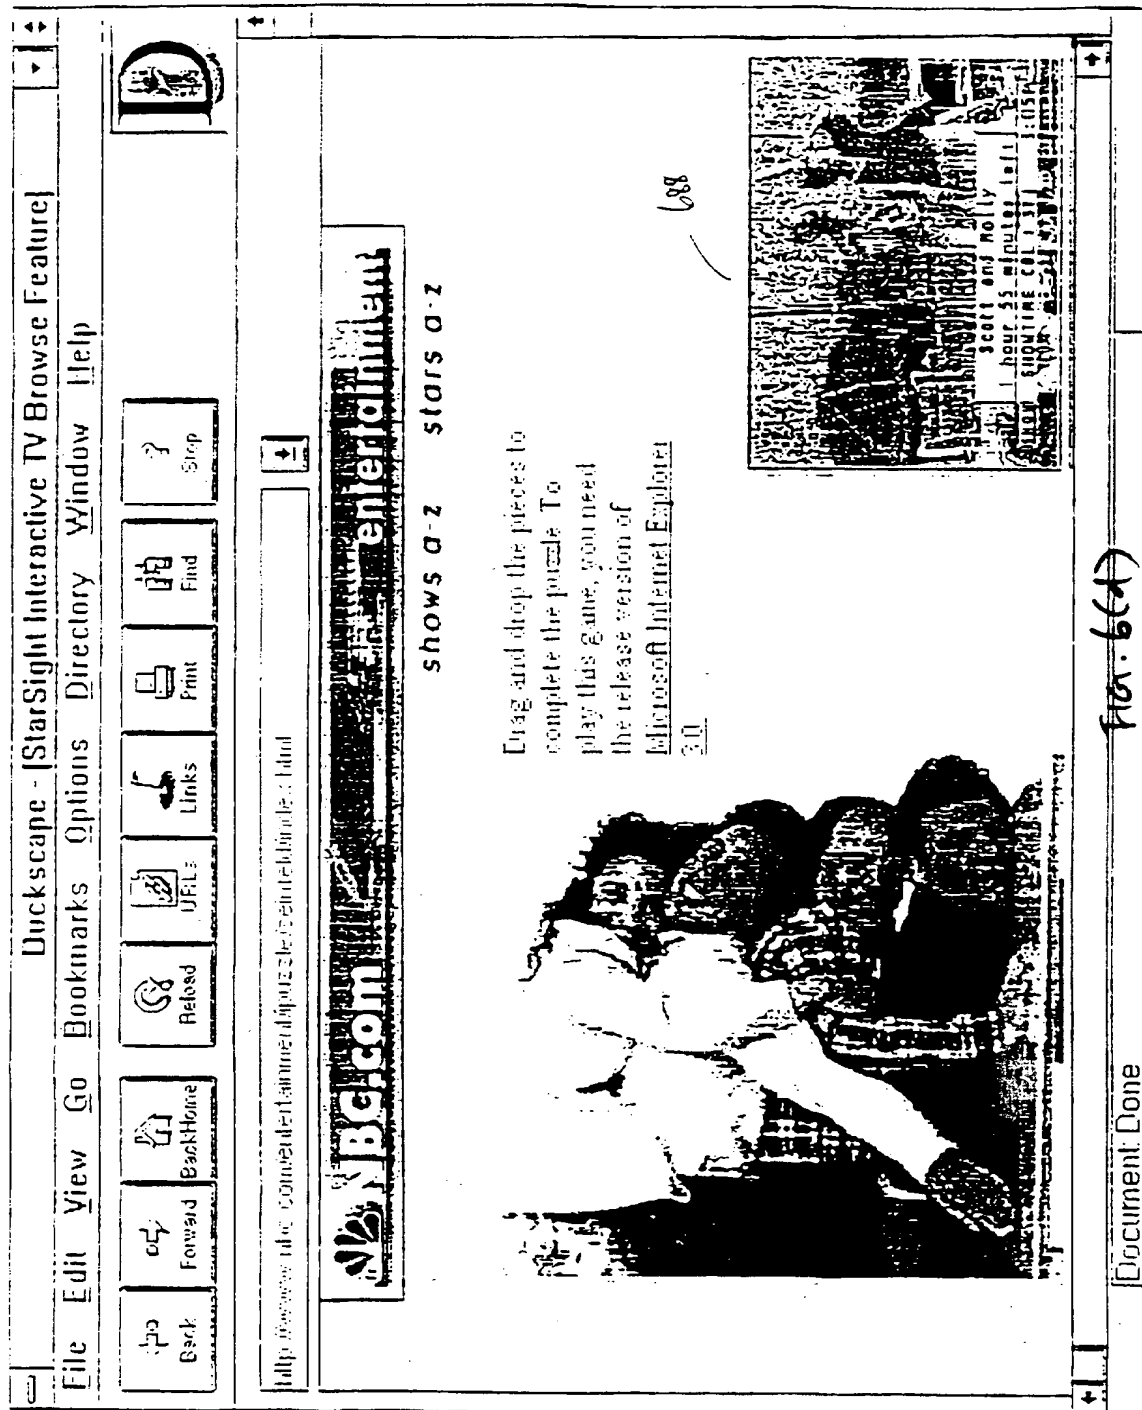 Duckscape - [StarSight Interactive TV Browse Feature]
File Edit View Go Bookmarks Options Directory Window Help
Back Forward BackHome Reload URLs Links Print Find Stop
NBC.com entertainment
shows a-z stars a-z
Drag and drop the pieces to
complete the puzzle. To
play this game, you need
the release version of
Microsoft Internet Explorer
3.0.
688
Scott and Molly
1 hour 55 minutes left
SHOWTIME
Document: Done
FIG. 6(d)